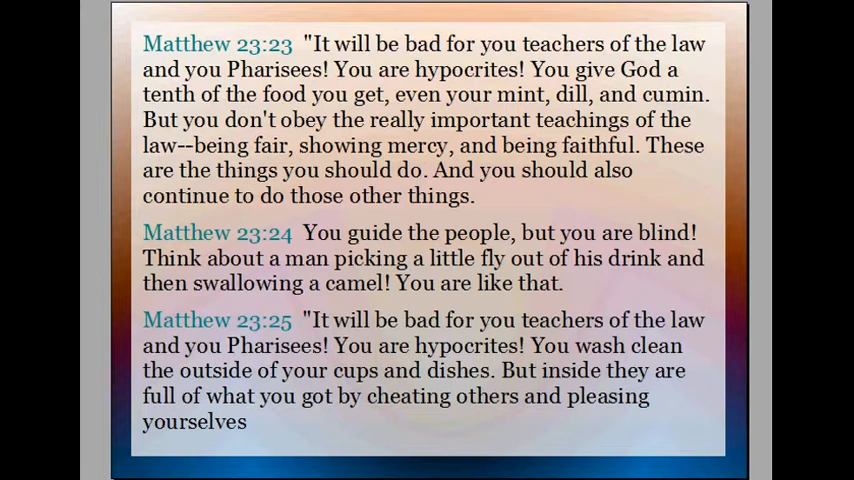 Matthew 23:23 "It will be bad for you teachers of the law
and you Pharisees! You are hypocrites! You give God a
tenth of the food you get, even your mint, dill, and cumin.
But you don't obey the really important teachings of the
law--being fair, showing mercy, and being faithful. These
are the things you should do. And you should also
continue to do those other things.
Matthew 23:24 You guide the people, but you are blind!
Think about a man picking a little fly out of his drink and
then swallowing a camel! You are like that.
Matthew 23:25 "It will be bad for you teachers of the law
and you Pharisees! You are hypocrites! You wash clean
the outside of your cups and dishes. But inside they are
full of what you got by cheating others and pleasing
yourselves